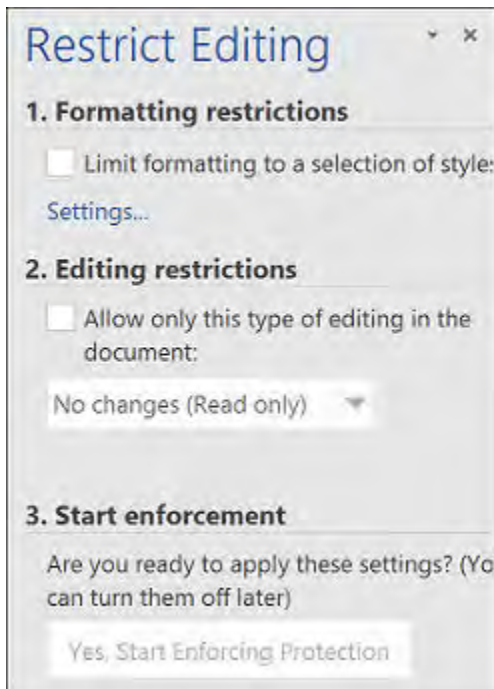 Restrict Editing
1. Formatting restrictions
Limit formatting to a selection of style
Settings...
2. Editing restrictions
Allow only this type of editing in the
document:
No changes (Read only)
3. Start enforcement
Are you ready to apply these settings? (Yo
can turn them off later)
Yes, Start Enforcing Protection